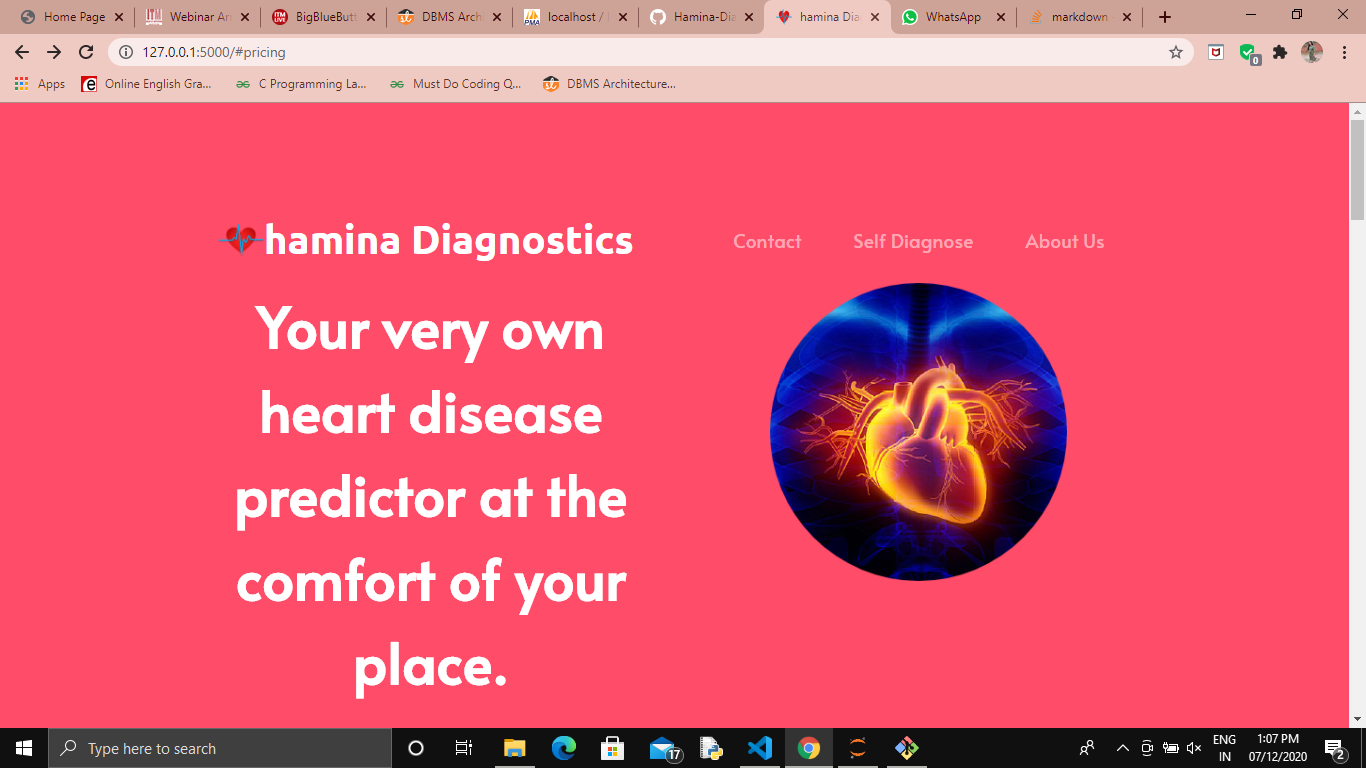 Home Page
Webinar An
BigBlueButt
DBMS Archi
localhost /
Hamina-Dia
hamina Dia
WhatsApp
markdown
127.0.0.1:5000/#pricing
0
Apps
Online English Gra...
C Programming La...
Must Do Coding Q...
DBMS Architecture...
hamina Diagnostics
Contact
Self Diagnose
About Us
Your very own
heart disease
predictor at the
comfort of your
place.
Type here to search
17
ENG
IN
1:07 PM
07/12/2020
2